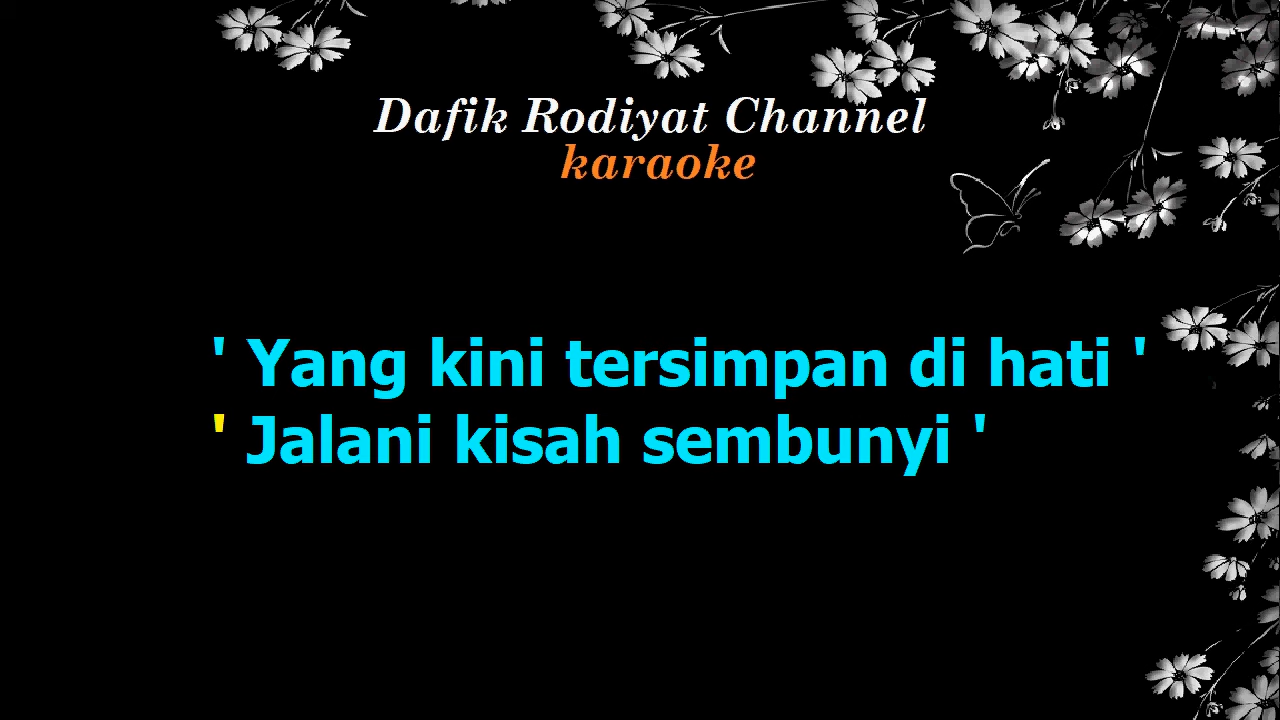 Dafik Rodiyat Channel
karaoke
' Yang kini tersimpan di hati '
' Jalani kisah sembunyi '